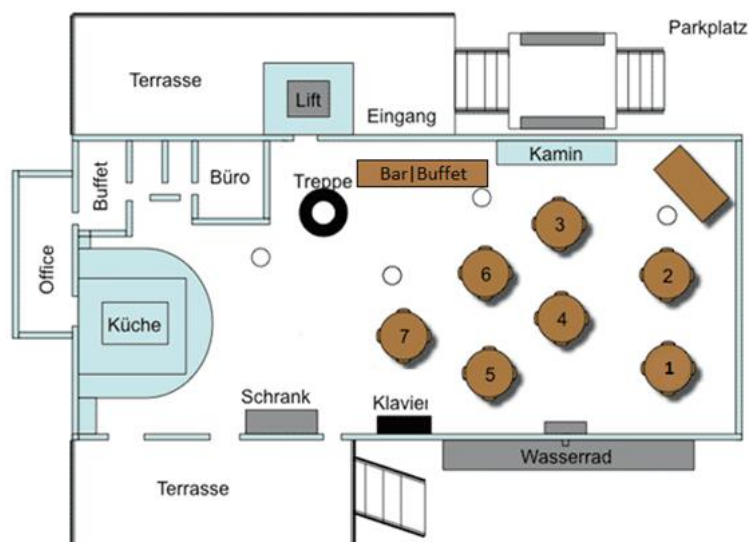 Parkplatz
Terrasse
Lift
Eingang
Kamin
Buffet
Büro
Treppe
Bar|Buffet
3
Office
6
2
Küche
4
7
5
1
Schrank
Klavier
Wasserrad
Terrasse